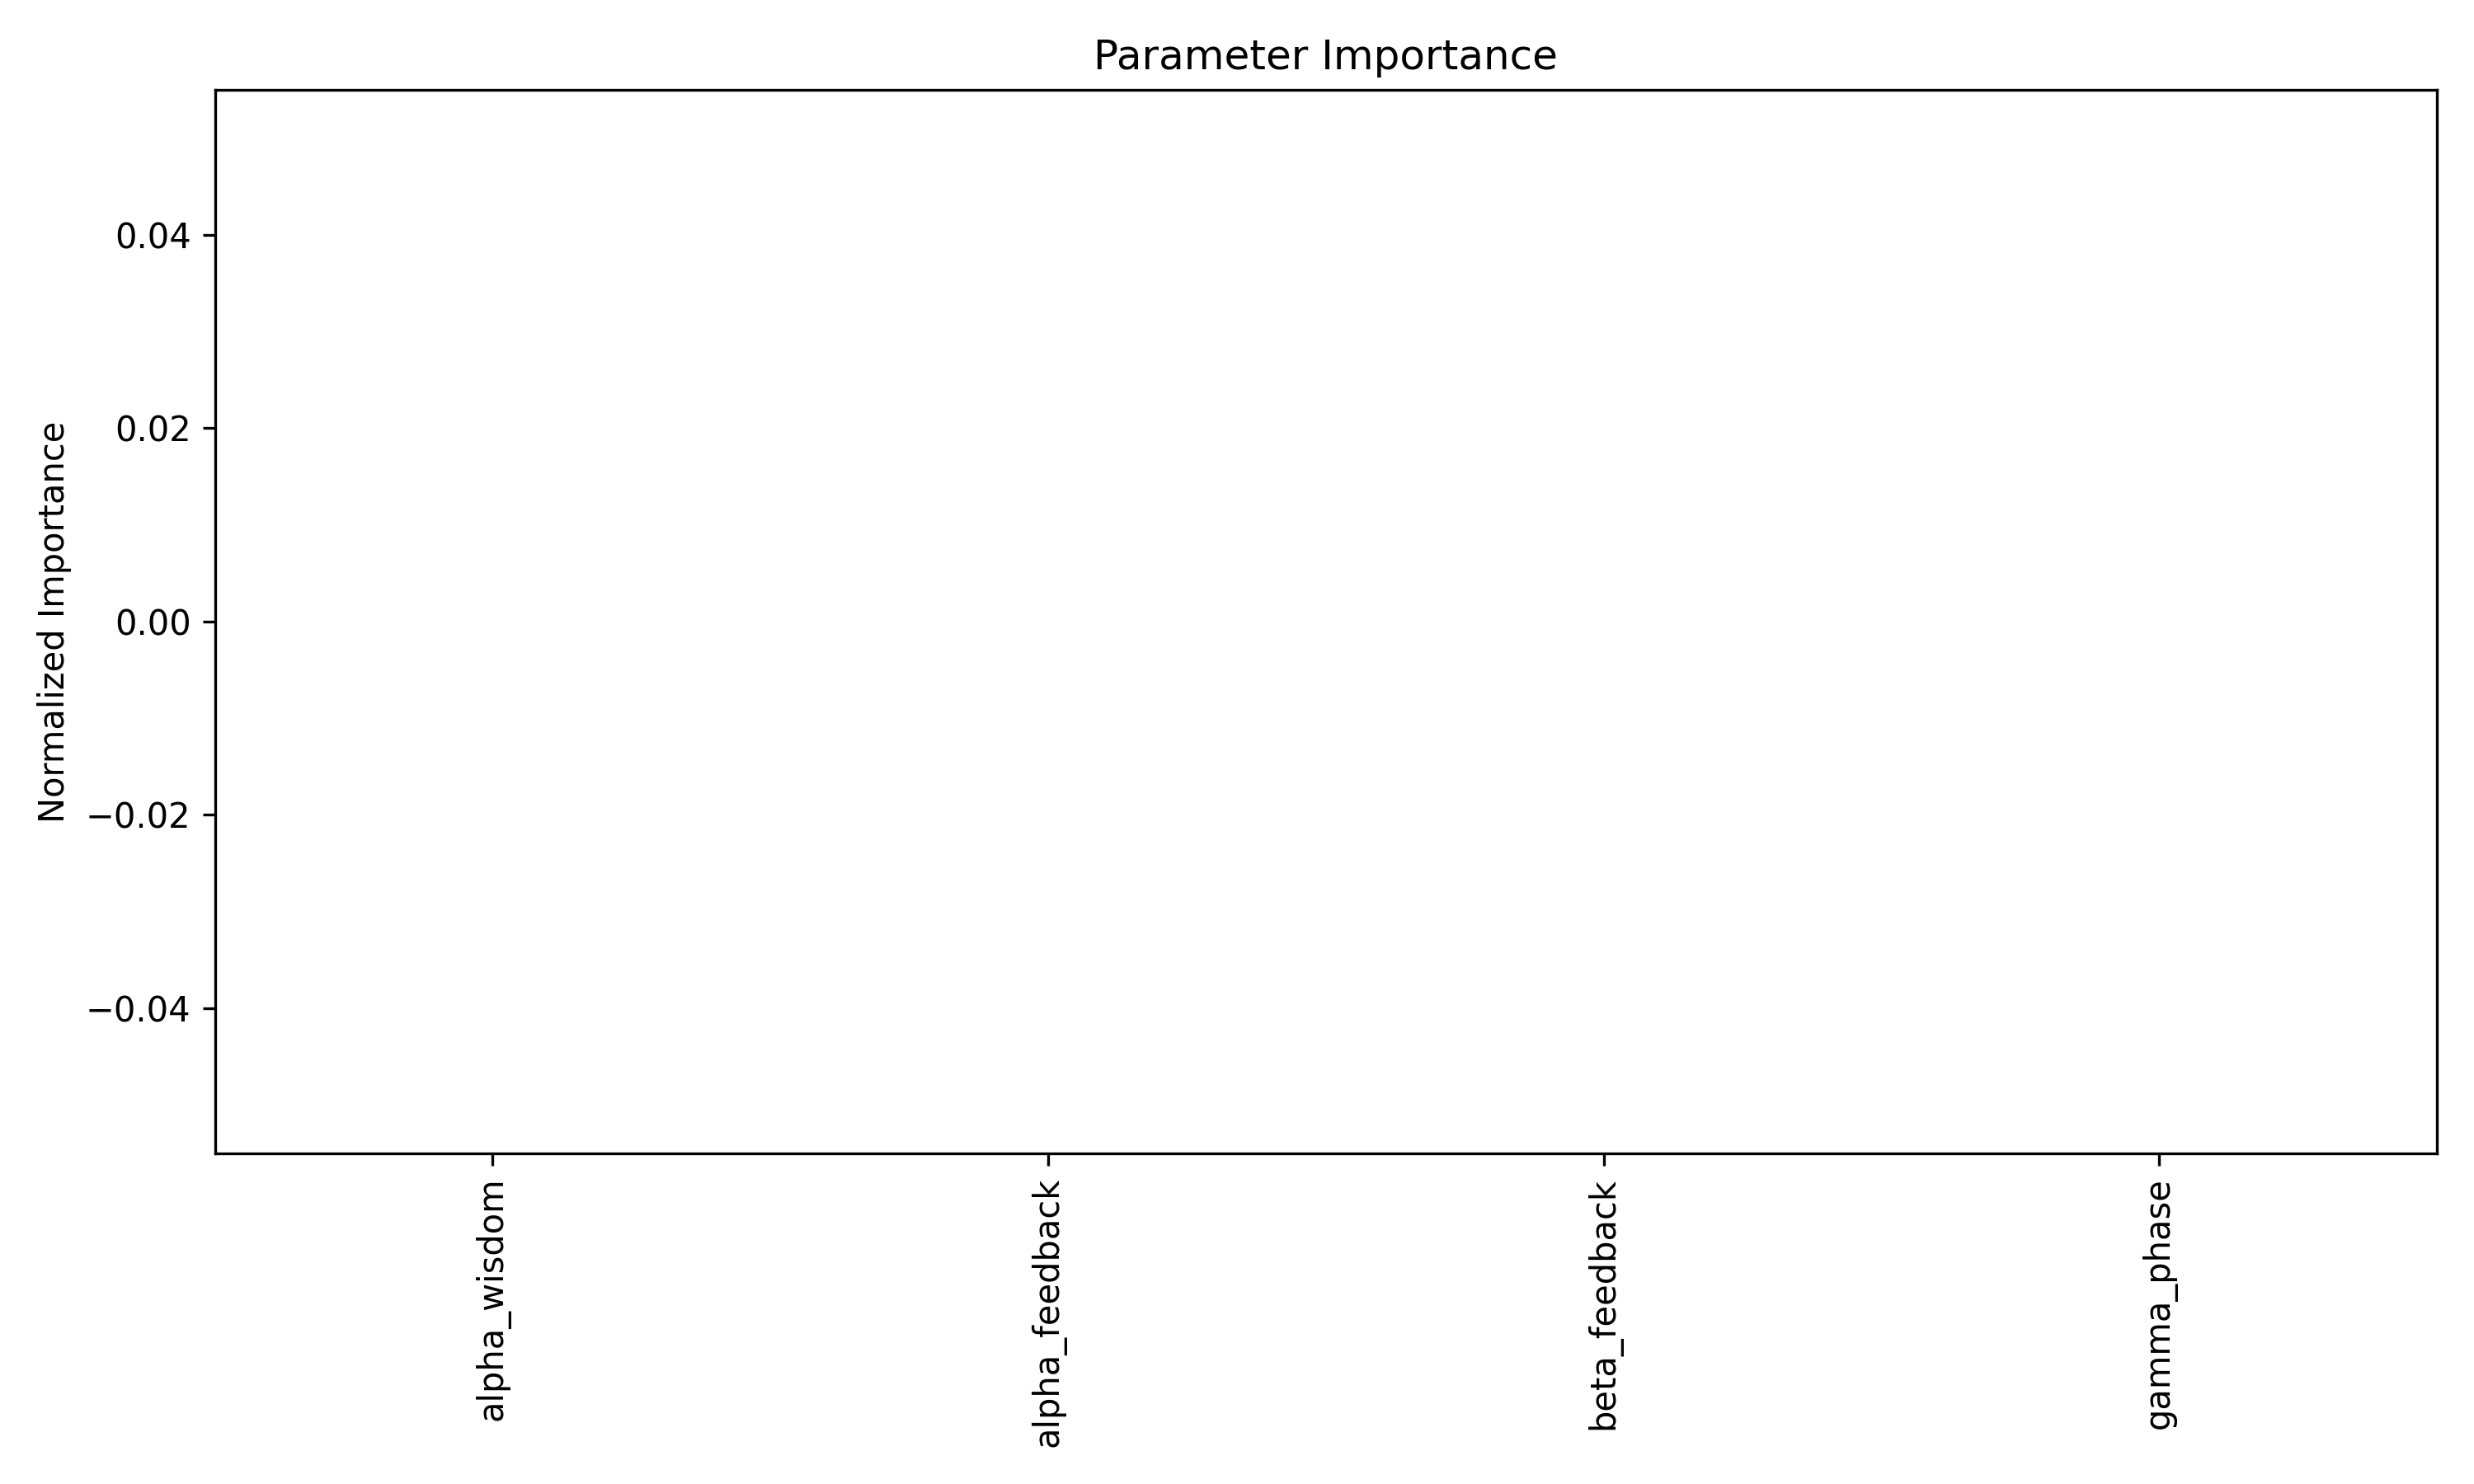 Parameter Importance
Normalized Importance
0.04
0.02
0.00
−0.02
−0.04
alpha_wisdom
alpha_feedback
beta_feedback
gamma_phase